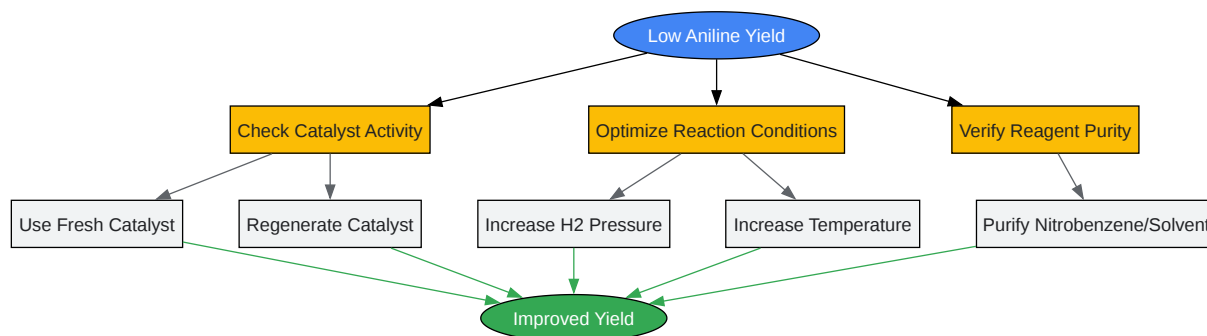 Low Aniline Yield
Check Catalyst Activity
Optimize Reaction Conditions
Verify Reagent Purity
Use Fresh Catalyst
Regenerate Catalyst
Increase H2 Pressure
Increase Temperature
Purify Nitrobenzene/Solvent
Improved Yield